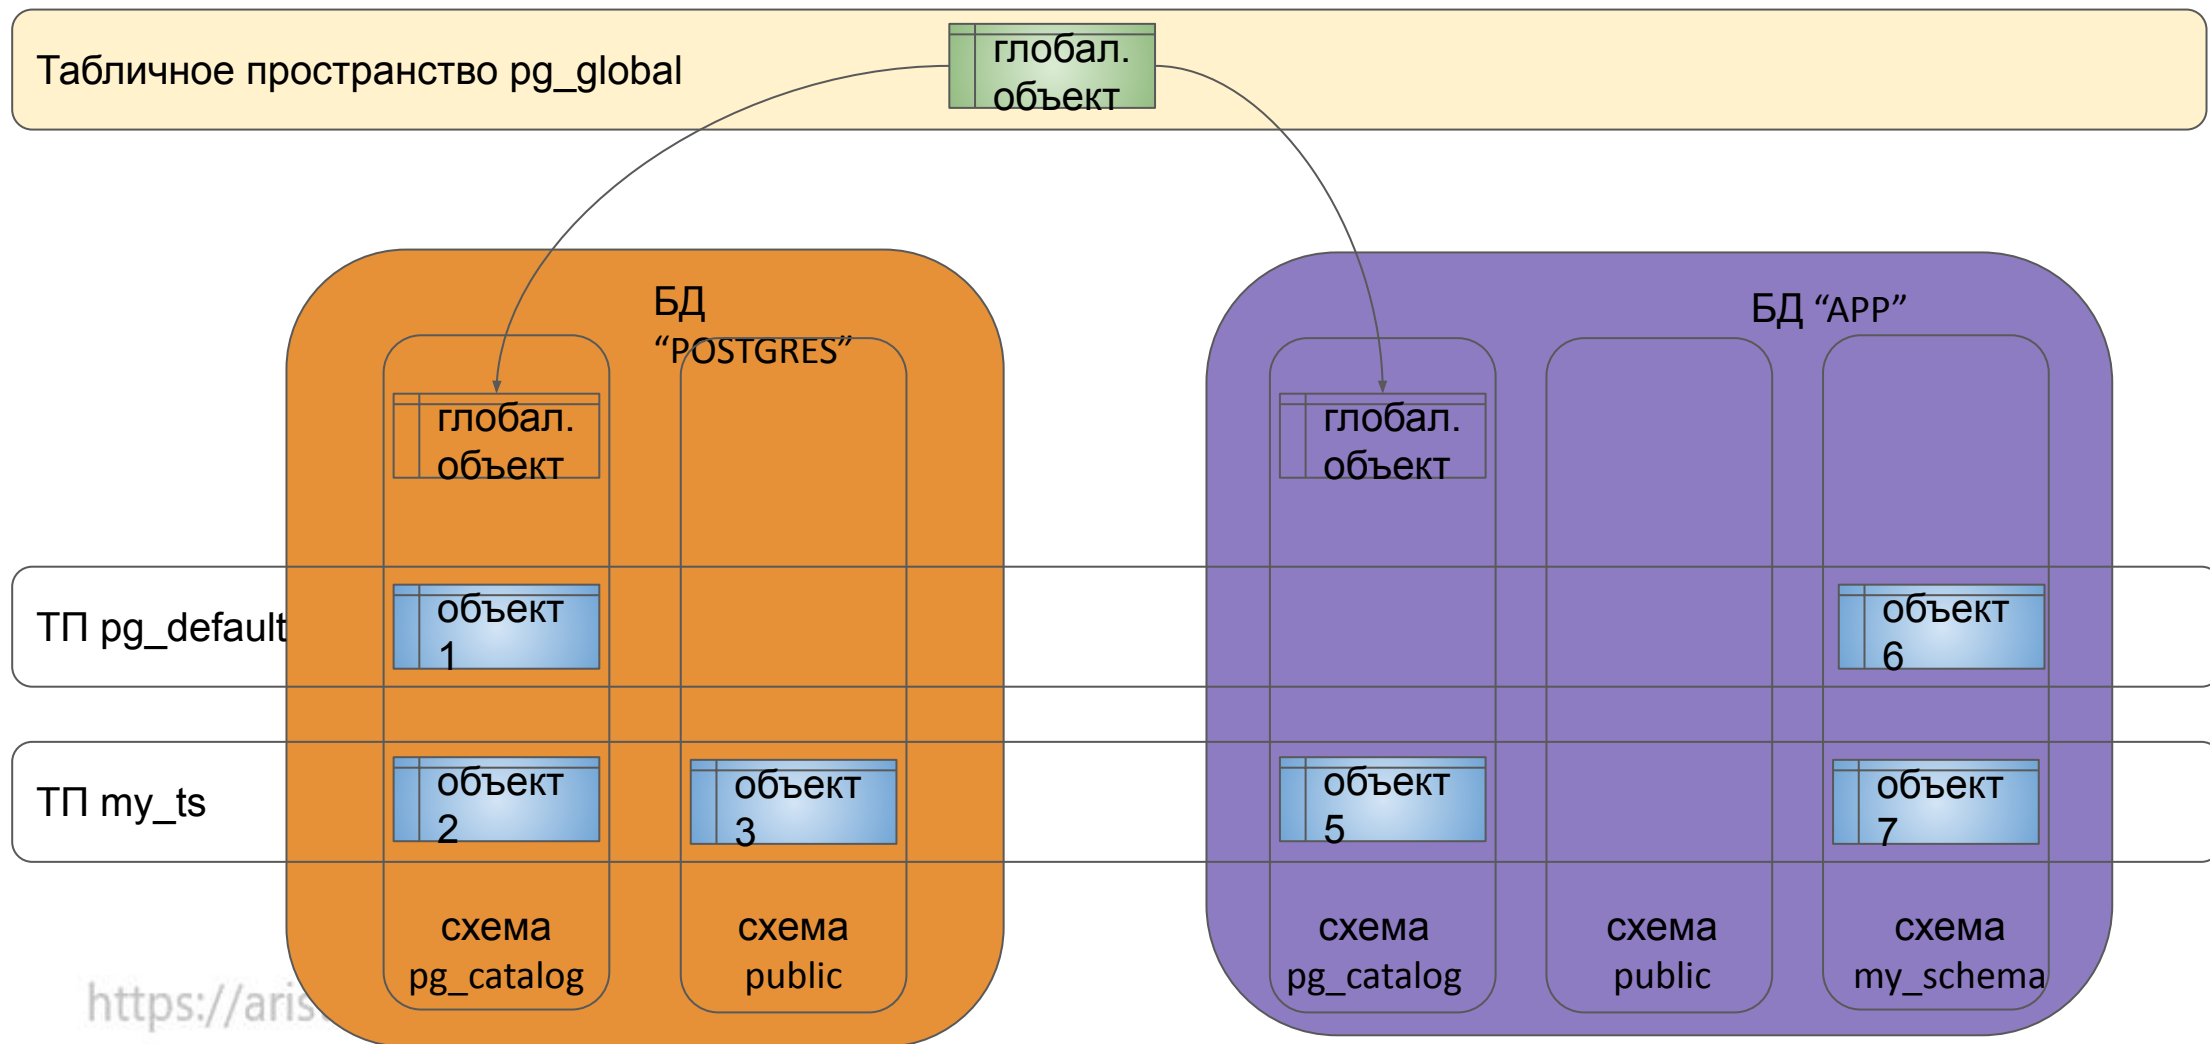 Табличное пространство pg_global
глобал.
объект
БД
“POSTGRES”
БД “APP”
глобал.
объект
глобал.
объект
ТП pg_default
объект
1
объект
6
ТП my_ts
объект
2
объект
3
объект
5
объект
7
схема
pg_catalog
схема
public
схема
pg_catalog
схема
public
схема
my_schema
https://aris